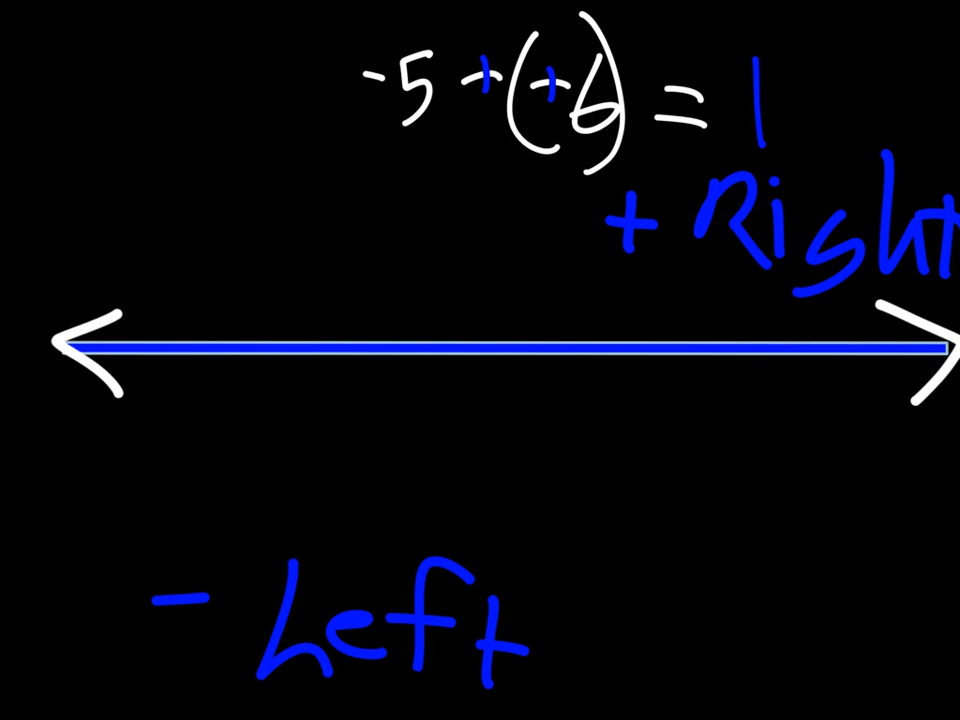 -5 + (+6) = 1
+ Right
- Left